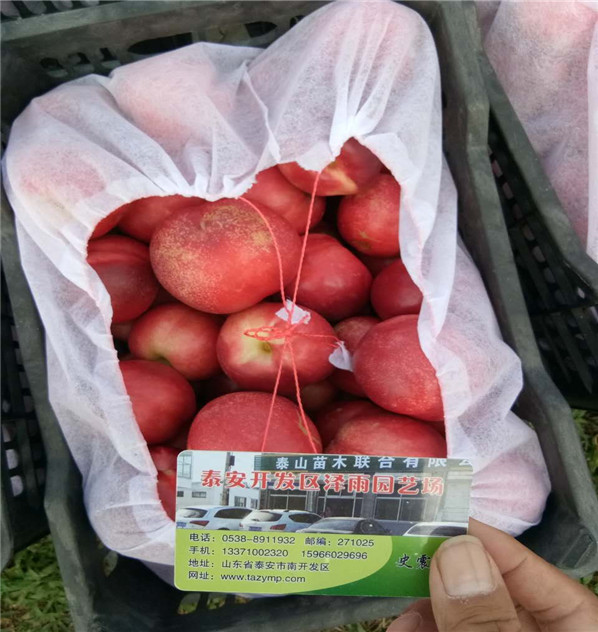 泰山苗木联合有限公
泰安开发区泽雨园艺场
电话：0538-8911932 邮编：271025
手机：13371002320 15966029696
地址：山东省泰安市南开发区
网址：www.tazymp.com